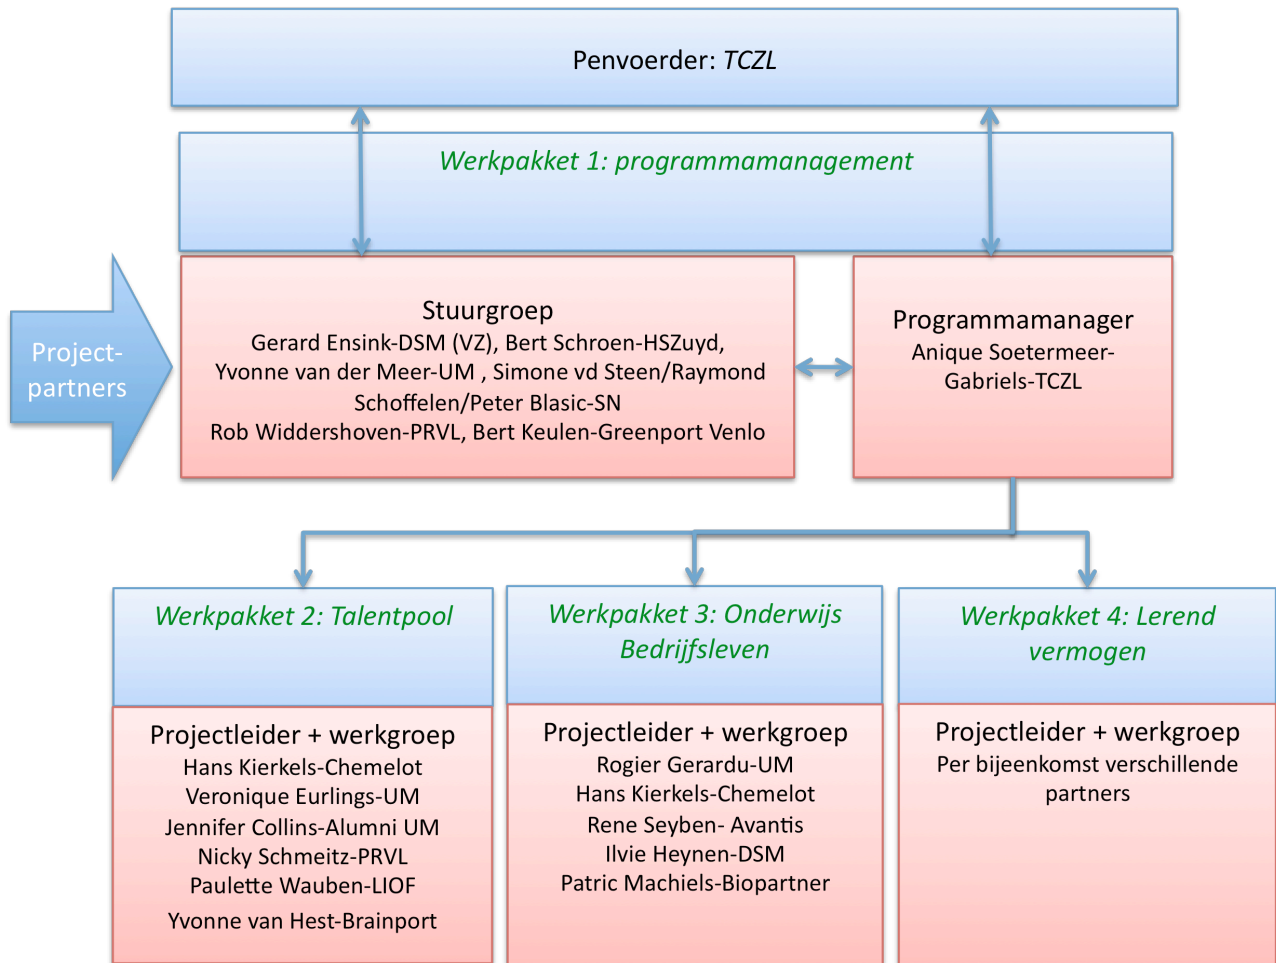 Penvoerder: TCZL
Werkpakket 1: programmamanagement
Project-
partners
Stuurgroep
Gerard Ensink-DSM (VZ), Bert Schroen-HSZuyd,
Yvonne van der Meer-UM , Simone vd Steen/Raymond
Schoffelen/Peter Blasic-SN
Rob Widdershoven-PRVL, Bert Keulen-Greenport Venlo
Programmamanager
Anique Soetermeer-
Gabriels-TCZL
Werkpakket 2: Talentpool
Projectleider + werkgroep
Hans Kierkels-Chemelot
Veronique Eurlings-UM
Jennifer Collins-Alumni UM
Nicky Schmeitz-PRVL
Paulette Wauben-LIOF
Yvonne van Hest-Brainport
Werkpakket 3: Onderwijs
Bedrijfsleven
Projectleider + werkgroep
Rogier Gerardu-UM
Hans Kierkels-Chemelot
Rene Seyben- Avantis
Ilvie Heynen-DSM
Patric Machiels-Biopartner
Werkpakket 4: Lerend
vermogen
Projectleider + werkgroep
Per bijeenkomst verschillende
partners